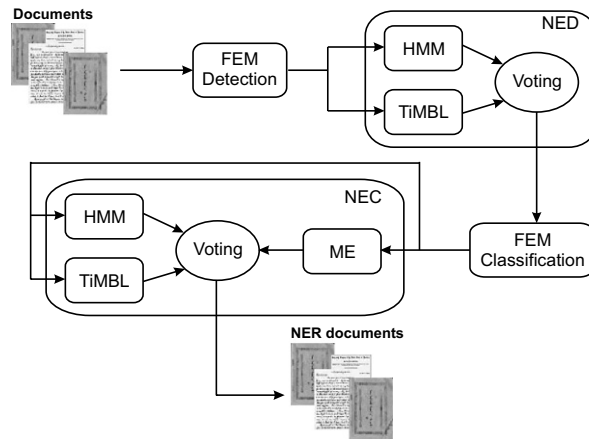 Documents
NED
FEM
Detection
HMM
TiMBL
Voting
NEC
HMM
TiMBL
Voting
ME
FEM
Classification
NER documents